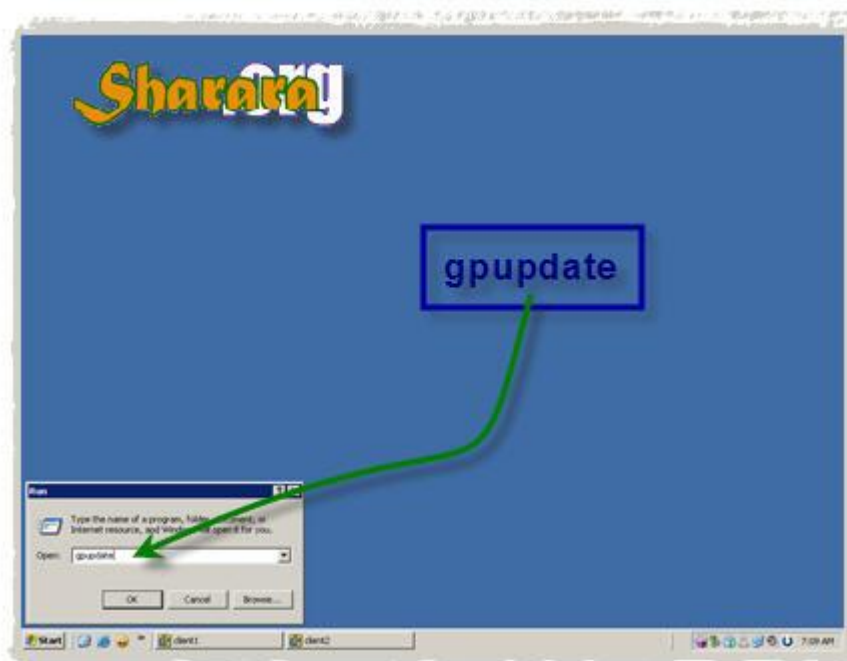 Sharara
.org
gpupdate
Run
Type the name of a program, folder, document, or
Internet resource, and Windows will open it for you.
Open: gpupdate
OK Cancel Browse...
Start client1 client2 7:09 AM